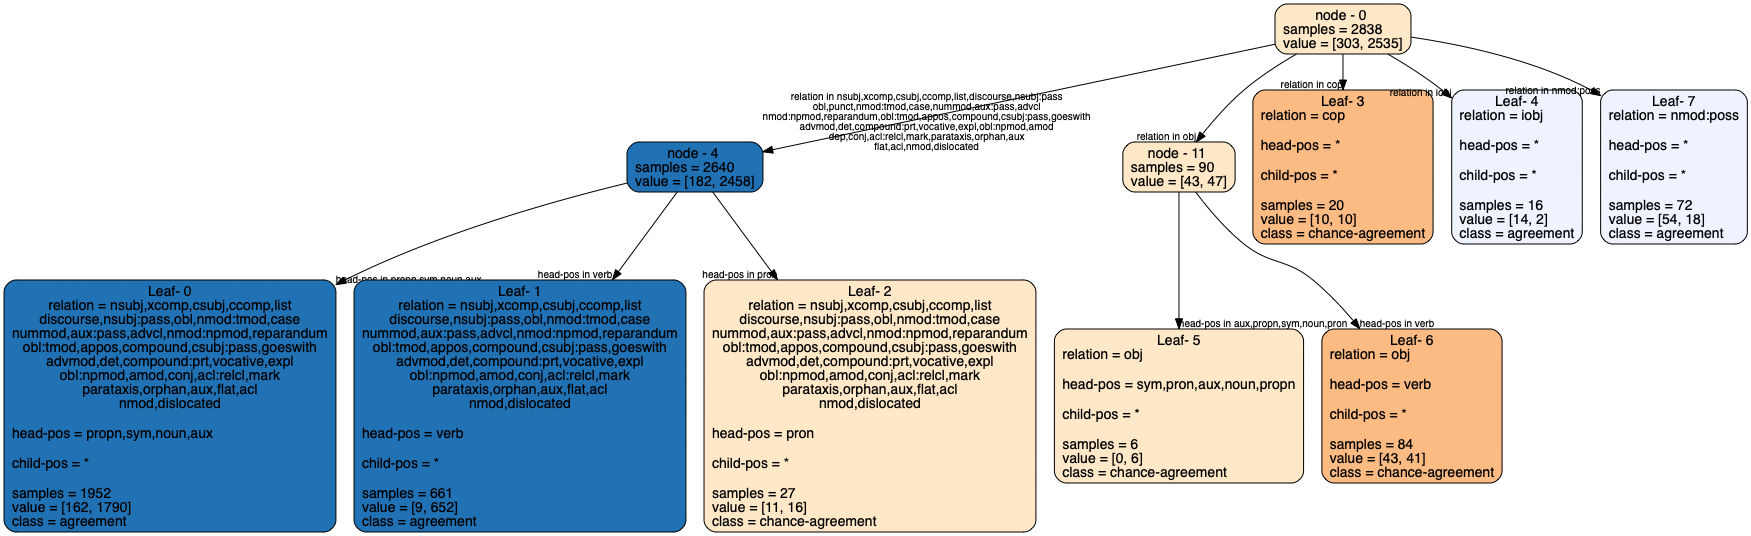 node - 0
samples = 2838
value = [303, 2535]
relation in nsubj,xcomp,csubj,ccomp,list,discourse,nsubj:pass
obl,punct,nmod:tmod,case,nummod,aux:pass,advcl
nmod:npmod,reparandum,obl:tmod,appos,compound,csubj:pass,goeswith
advmod,det,compound:prt,vocative,expl,obl:npmod,amod
dep,conj,acl:relcl,mark,parataxis,orphan,aux
flat,acl,nmod,dislocated
relation in obj
relation in cop
relation in iobj
relation in nmod:poss
node - 4
samples = 2640
value = [182, 2458]
node - 11
samples = 90
value = [43, 47]
Leaf- 3
relation = cop
head-pos = *
child-pos = *
samples = 20
value = [10, 10]
class = chance-agreement
Leaf- 4
relation = iobj
head-pos = *
child-pos = *
samples = 16
value = [14, 2]
class = agreement
Leaf- 7
relation = nmod:poss
head-pos = *
child-pos = *
samples = 72
value = [54, 18]
class = agreement
head-pos in propn,sym,noun,aux
head-pos in verb
head-pos in pron
head-pos in aux,propn,sym,noun,pron
head-pos in verb
Leaf- 0
relation = nsubj,xcomp,csubj,ccomp,list
discourse,nsubj:pass,obl,nmod:tmod,case
nummod,aux:pass,advcl,nmod:npmod,reparandum
obl:tmod,appos,compound,csubj:pass,goeswith
advmod,det,compound:prt,vocative,expl
obl:npmod,amod,conj,acl:relcl,mark
parataxis,orphan,aux,flat,acl
nmod,dislocated
head-pos = propn,sym,noun,aux
child-pos = *
samples = 1952
value = [162, 1790]
class = agreement
Leaf- 1
relation = nsubj,xcomp,csubj,ccomp,list
discourse,nsubj:pass,obl,nmod:tmod,case
nummod,aux:pass,advcl,nmod:npmod,reparandum
obl:tmod,appos,compound,csubj:pass,goeswith
advmod,det,compound:prt,vocative,expl
obl:npmod,amod,conj,acl:relcl,mark
parataxis,orphan,aux,flat,acl
nmod,dislocated
head-pos = verb
child-pos = *
samples = 661
value = [9, 652]
class = agreement
Leaf- 2
relation = nsubj,xcomp,csubj,ccomp,list
discourse,nsubj:pass,obl,nmod:tmod,case
nummod,aux:pass,advcl,nmod:npmod,reparandum
obl:tmod,appos,compound,csubj:pass,goeswith
advmod,det,compound:prt,vocative,expl
obl:npmod,amod,conj,acl:relcl,mark
parataxis,orphan,aux,flat,acl
nmod,dislocated
head-pos = pron
child-pos = *
samples = 27
value = [11, 16]
class = chance-agreement
Leaf- 5
relation = obj
head-pos = sym,pron,aux,noun,propn
child-pos = *
samples = 6
value = [0, 6]
class = chance-agreement
Leaf- 6
relation = obj
head-pos = verb
child-pos = *
samples = 84
value = [43, 41]
class = chance-agreement